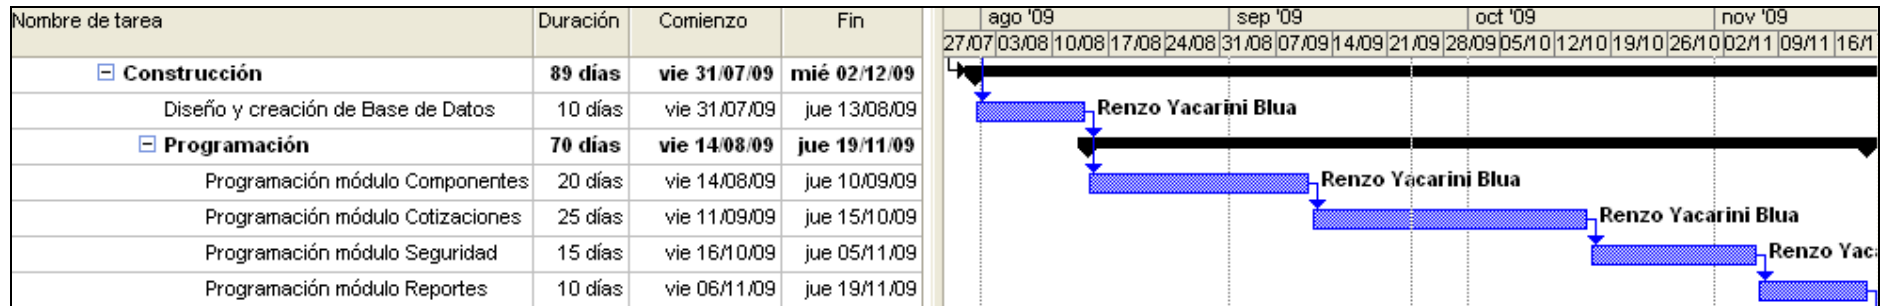 Nombre de tarea Duración Comienzo Fin ago '09 sep '09 oct '09 nov '09
27/07 03/08 10/08 17/08 24/08 31/08 07/09 14/09 21/09 28/09 05/10 12/10 19/10 26/10 02/11 09/11 16/1
Construcción 89 días vie 31/07/09 mié 02/12/09
Diseño y creación de Base de Datos 10 días vie 31/07/09 jue 13/08/09 Renzo Yacarini Blua
Programación 70 días vie 14/08/09 jue 19/11/09
Programación módulo Componentes 20 días vie 14/08/09 jue 10/09/09 Renzo Yacarini Blua
Programación módulo Cotizaciones 25 días vie 11/09/09 jue 15/10/09 Renzo Yacarini Blua
Programación módulo Seguridad 15 días vie 16/10/09 jue 05/11/09 Renzo Yac
Programación módulo Reportes 10 días vie 06/11/09 jue 19/11/09